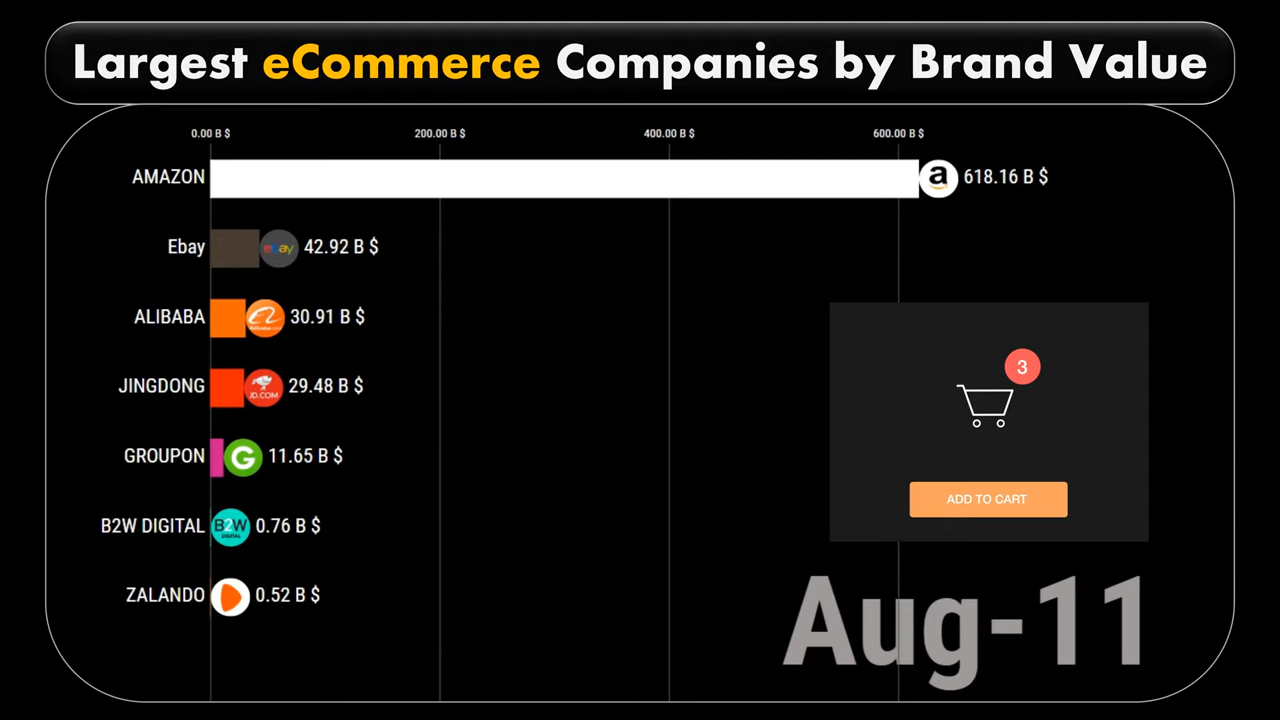 Largest eCommerce Companies by Brand Value
0.00 B $ 200.00 B $ 400.00 B $ 600.00 B $
AMAZON a 618.16 B $
Ebay ebay 42.92 B $
ALIBABA 30.91 B $
JINGDONG JD.COM 29.48 B $
GROUPON G 11.65 B $
B2W DIGITAL B2W DIGITAL 0.76 B $
ZALANDO 0.52 B $
3
ADD TO CART
Aug-11